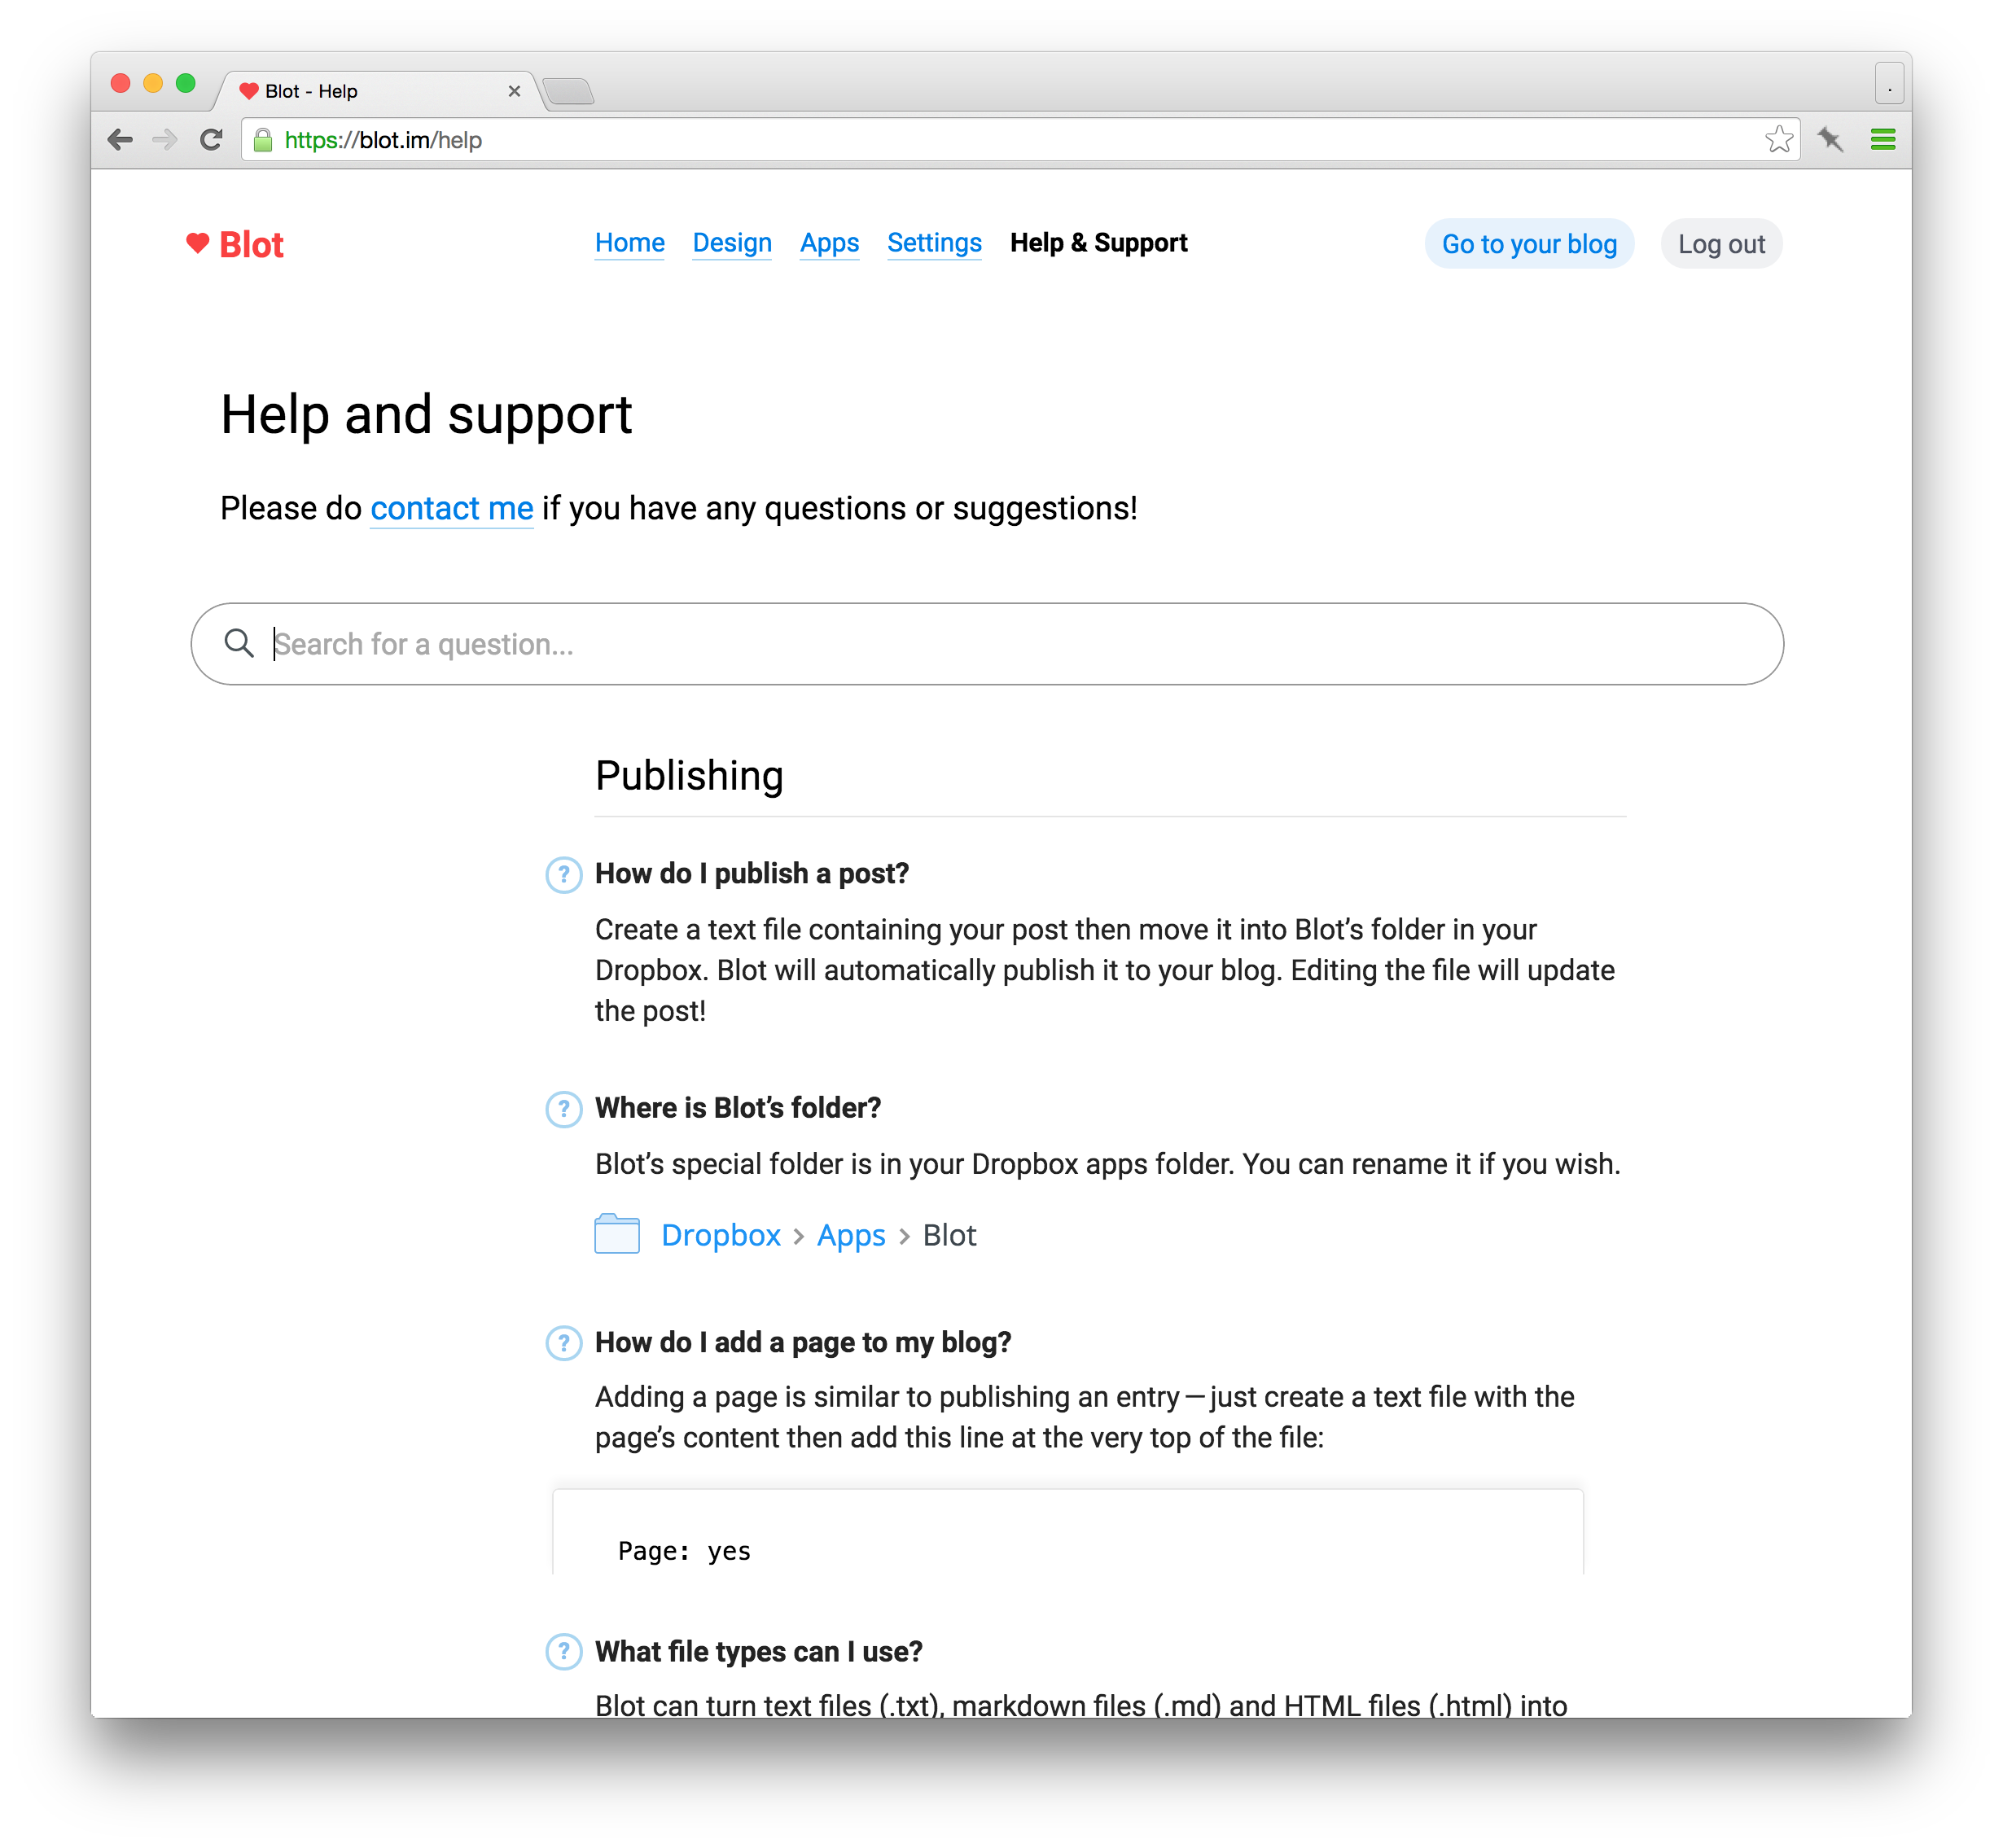 Blot - Help
https://blot.im/help
Blot
Home Design Apps Settings Help & Support Go to your blog Log out
Help and support
Please do contact me if you have any questions or suggestions!
Search for a question...
Publishing
? How do I publish a post?
Create a text file containing your post then move it into Blot’s folder in your
Dropbox. Blot will automatically publish it to your blog. Editing the file will update
the post!
? Where is Blot’s folder?
Blot’s special folder is in your Dropbox apps folder. You can rename it if you wish.
Dropbox > Apps > Blot
? How do I add a page to my blog?
Adding a page is similar to publishing an entry — just create a text file with the
page’s content then add this line at the very top of the file:
Page: yes
? What file types can I use?
Blot can turn text files (.txt), markdown files (.md) and HTML files (.html) into